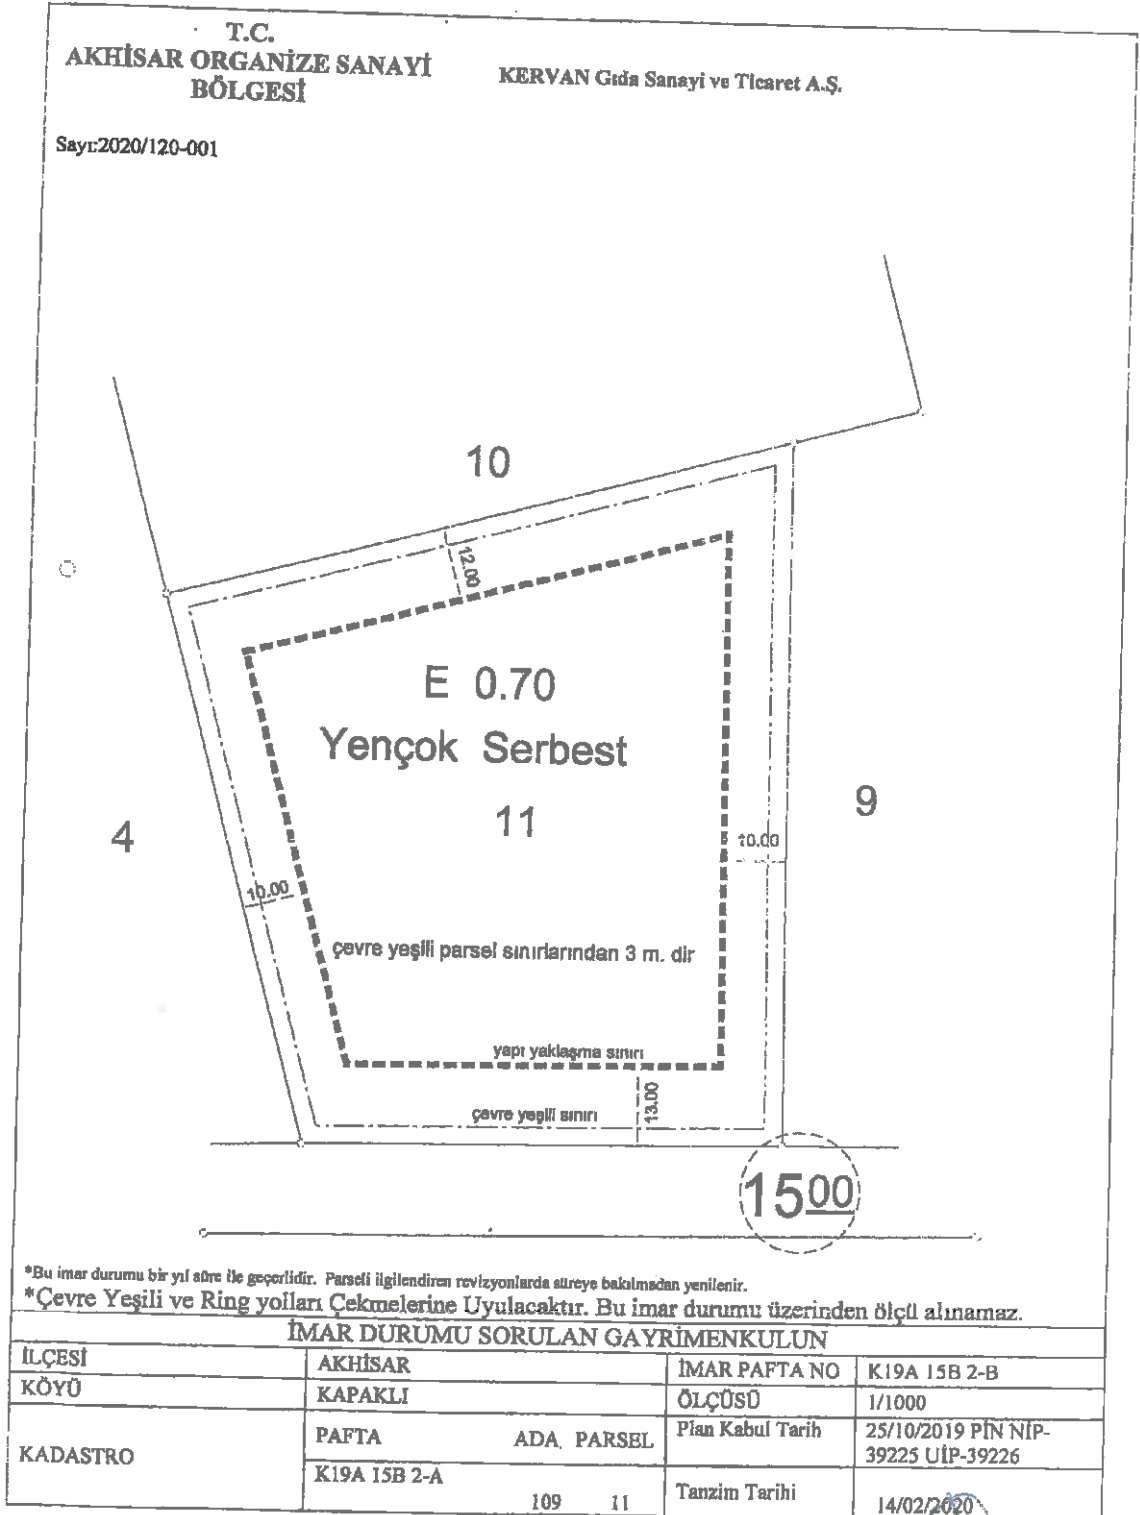 T.C.
AKHİSAR ORGANİZE SANAYİ
BÖLGESİ
KERVAN Gıda Sanayi ve Ticaret A.Ş.
Sayı:2020/120-001
10
12.00
E 0.70
Yençok Serbest
11
9
4
10.00
10.00
çevre yeşili parsel sınırlarından 3 m. dir
yapı yaklaşma sınırı
13.00
çevre yeşili sınırı
1500
*Bu imar durumu bir yıl süre ile geçerlidir. Parseli ilgilendiren revizyonlarda süreye bakılmadan yenilenir.
*Çevre Yeşili ve Ring yolları Çekmelerine Uyulacaktır. Bu imar durumu üzerinden ölçü alınamaz.
İMAR DURUMU SORULAN GAYRİMENKULUN
İLÇESİ AKHİSAR İMAR PAFTA NO K19A 15B 2-B
KÖYÜ KAPAKLI ÖLÇÜSÜ 1/1000
KADASTRO PAFTA ADA. PARSEL Plan Kabul Tarih 25/10/2019 PİN NİP-
39225 UİP-39226
K19A 15B 2-A 109 11 Tanzim Tarihi 14/02/2020